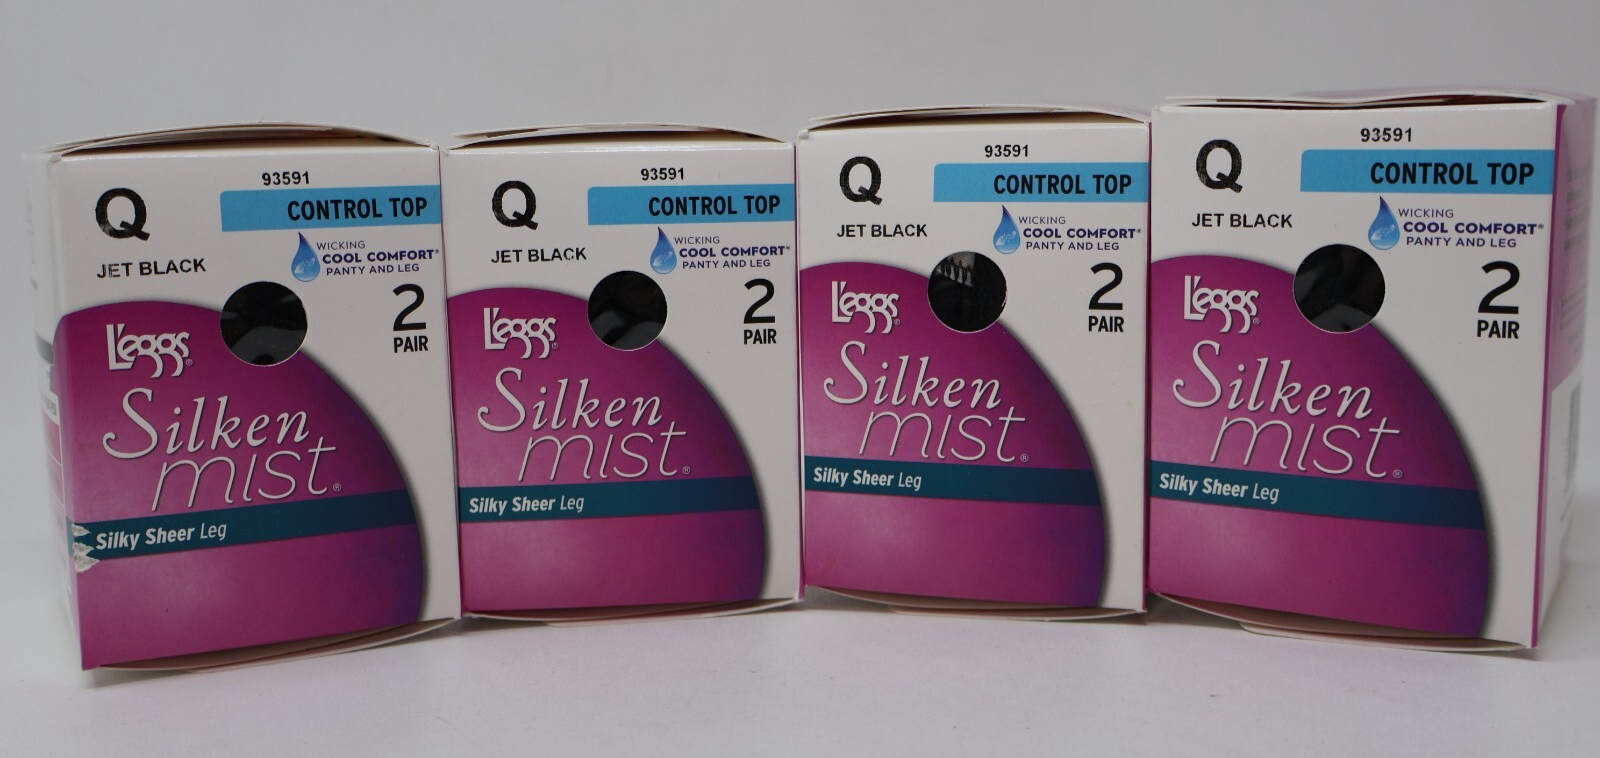 93591
Q
CONTROL TOP
JET BLACK
WICKING
COOL COMFORT®
PANTY AND LEG
2
PAIR
L'eggs®
Silken
mist®
Silky Sheer Leg
93591
Q
CONTROL TOP
JET BLACK
WICKING
COOL COMFORT®
PANTY AND LEG
2
PAIR
L'eggs®
Silken
mist®
Silky Sheer Leg
93591
Q
CONTROL TOP
JET BLACK
WICKING
COOL COMFORT®
PANTY AND LEG
2
PAIR
L'eggs®
Silken
mist®
Silky Sheer Leg
93591
Q
CONTROL TOP
JET BLACK
WICKING
COOL COMFORT®
PANTY AND LEG
2
PAIR
L'eggs®
Silken
mist®
Silky Sheer Leg